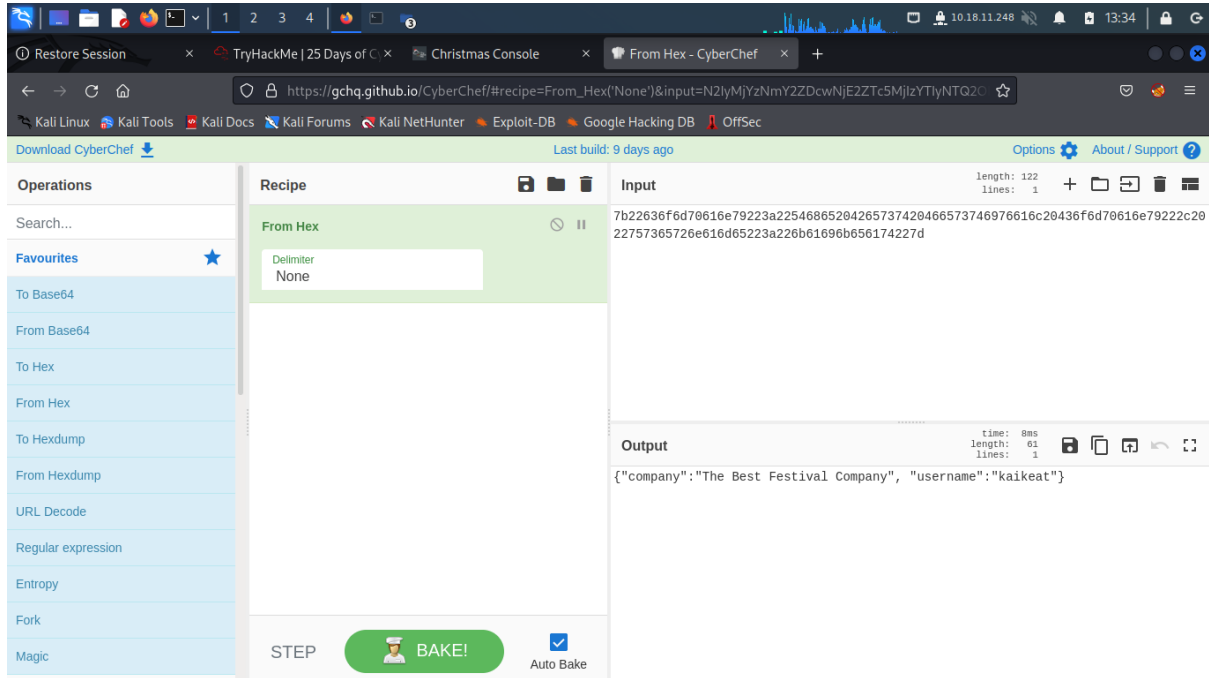 1 2 3 4
3
10.18.11.248
13:34
Restore Session
TryHackMe | 25 Days of Cy
Christmas Console
From Hex - CyberChef
https://gchq.github.io/CyberChef/#recipe=From_Hex('None')&input=N2IyMjYzNmY2ZDcwNjE2ZTc5MjIzYTIyNTQ2O
Kali Linux Kali Tools Kali Docs Kali Forums Kali NetHunter Exploit-DB Google Hacking DB OffSec
Download CyberChef
Last build: 9 days ago
Options
About / Support
Operations
Search...
Favourites
To Base64
From Base64
To Hex
From Hex
To Hexdump
From Hexdump
URL Decode
Regular expression
Entropy
Fork
Magic
Recipe
From Hex
Delimiter
None
STEP
BAKE!
Auto Bake
Input
length: 122
lines: 1
7b22636f6d70616e79223a22546865204265737420466573746976616c20436f6d70616e79222c20
22757365726e616d65223a226b61696b656174227d
Output
time: 8ms
length: 61
lines: 1
{"company":"The Best Festival Company", "username":"kaikeat"}